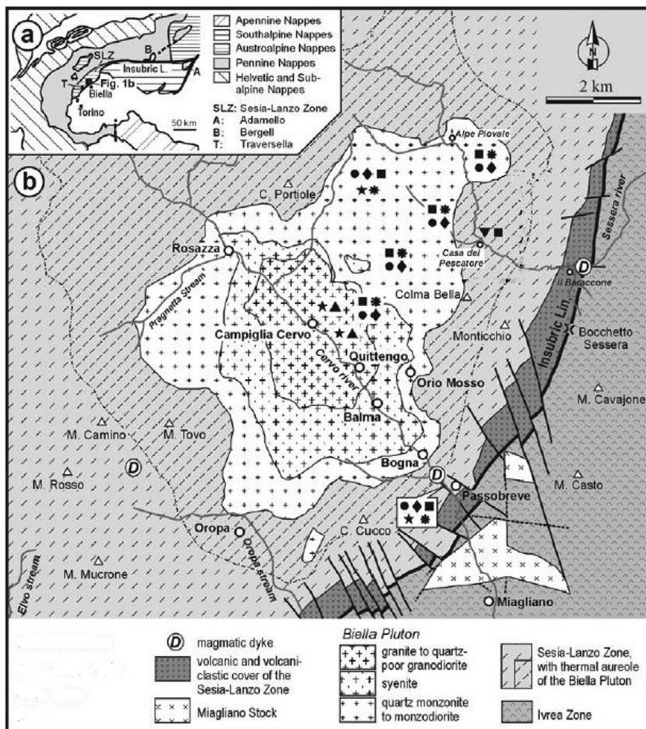 a
SLZ
B
Insubric L.
A
T
Fig. 1b
Biella
Torino
50 km
Apennine Nappes
Southalpine Nappes
Austroalpine Nappes
Pennine Nappes
Helvetic and Sub-
alpine Nappes
SLZ: Sesia-Lanzo Zone
A: Adamello
B: Bergell
T: Traversella
N
2 km
b
Alpe Piovale
C. Portiole
Rosazza
Pragnetta Stream
Casa del
Pescatore
Sessera river
D
il Baraccone
Colma Bella
Insubric Lin.
Campiglia Cervo
Cervo river
Quittengo
Monticchio
Bocchetto
Sessera
Orio Mosso
M. Cavajone
Balma
M. Camino
M. Tovo
Bogna
D
D
M. Rosso
Passobreve
M. Casto
Oropa
C. Cucco
Oropa stream
M. Mucrone
Elvo stream
Miagliano
D magmatic dyke
volcanic and volcani-
clastic cover of the
Sesia-Lanzo Zone
Miagliano Stock
Biella Pluton
granite to quartz-
poor granodiorite
syenite
quartz monzonite
to monzodiorite
Sesia-Lanzo Zone,
with thermal aureole
of the Biella Pluton
Ivrea Zone